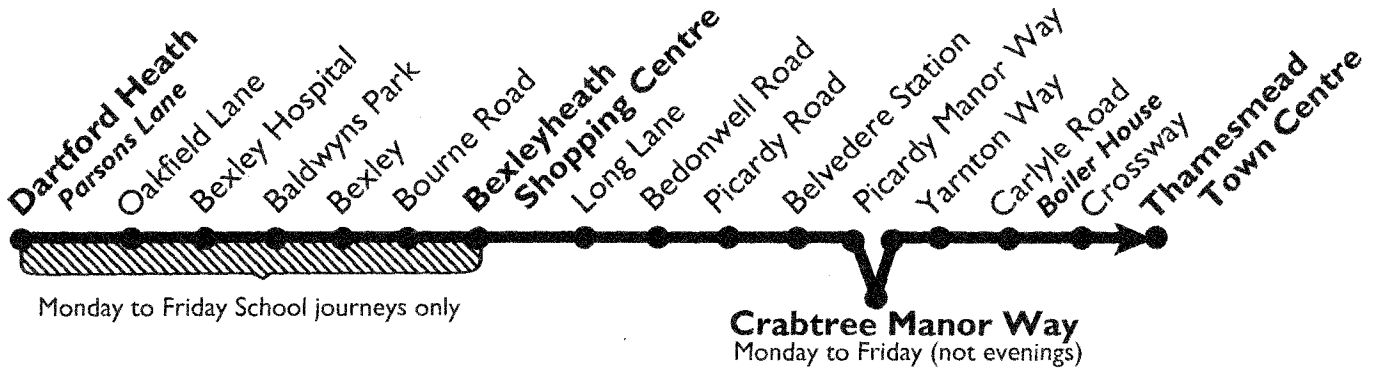 Dartford Heath
Parsons Lane
Oakfield Lane
Bexley Hospital
Baldwyns Park
Bexley
Bourne Road
Bexleyheath
Shopping Centre
Long Lane
Bedonwell Road
Picardy Road
Belvedere Station
Picardy Manor Way
Yarnton Way
Carlyle Road
Boiler House
Crossway
Thamesmead
Town Centre
Monday to Friday School journeys only
Crabtree Manor Way
Monday to Friday (not evenings)